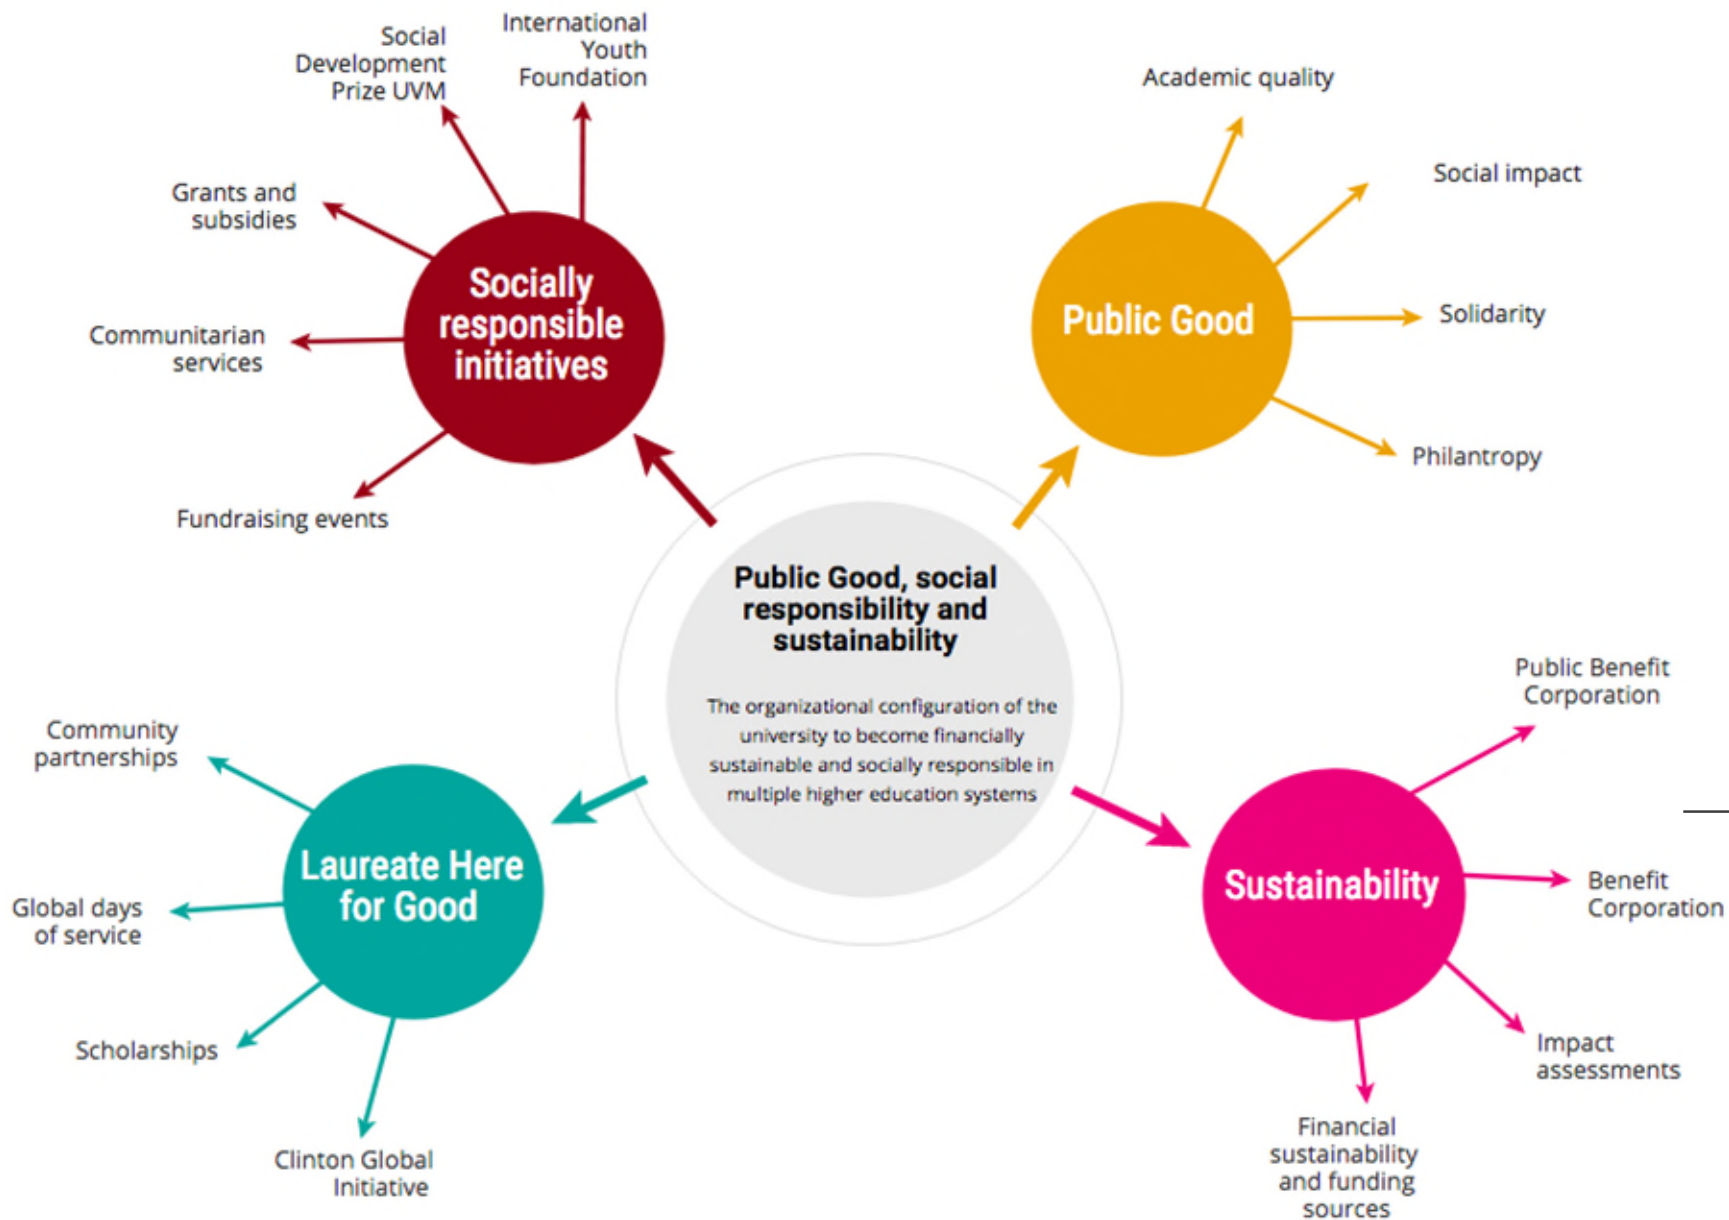 Social
Development
Prize UVM
International
Youth
Foundation
Grants and
subsidies
Communitarian
services
Fundraising events
Socially
responsible
initiatives
Academic quality
Social impact
Solidarity
Philantropy
Public Good
Public Good, social
responsibility and
sustainability
The organizational configuration of the
university to become financially
sustainable and socially responsible in
multiple higher education systems
Community
partnerships
Global days
of service
Scholarships
Clinton Global
Initiative
Laureate Here
for Good
Public Benefit
Corporation
Benefit
Corporation
Impact
assessments
Financial
sustainability
and funding
sources
Sustainability